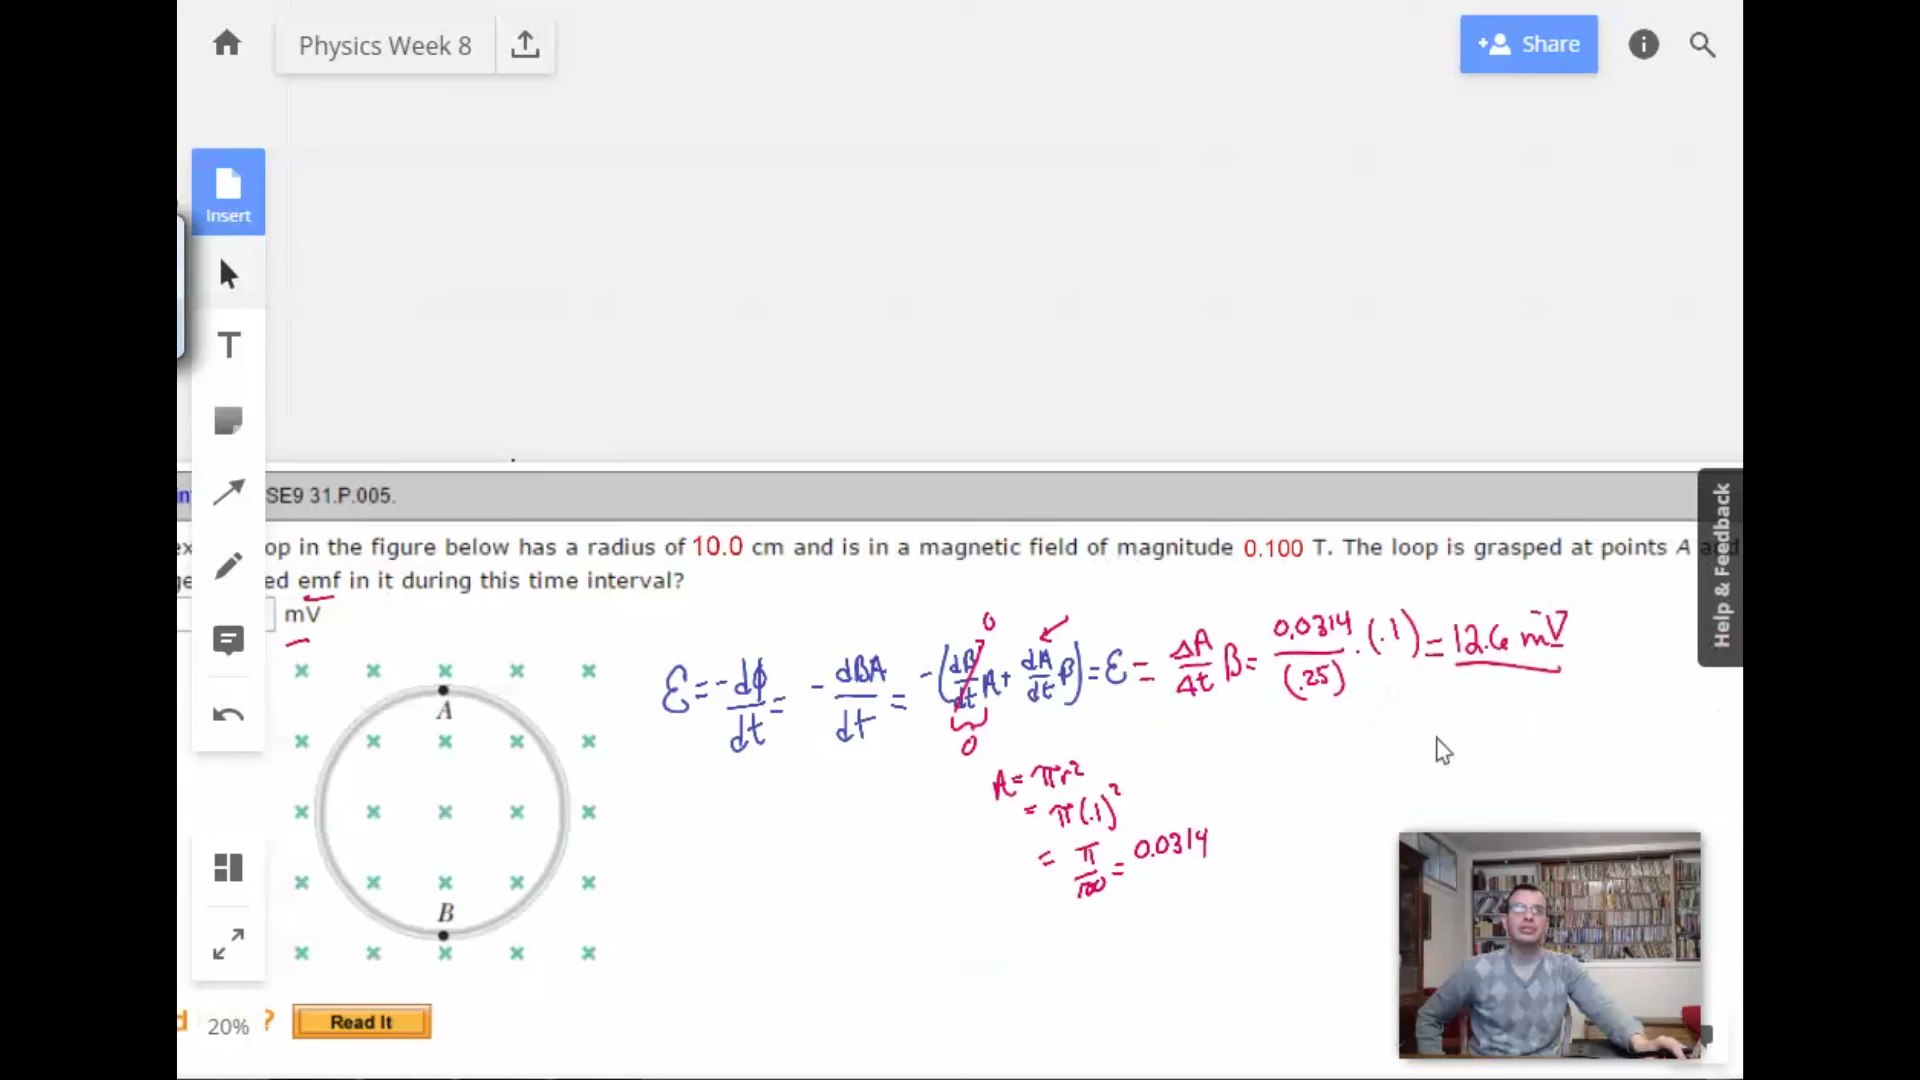 Physics Week 8
Share
Insert
T
Help & Feedback
SE9 31.P.005.
op in the figure below has a radius of 10.0 cm and is in a magnetic field of magnitude 0.100 T. The loop is grasped at points A
ed emf in it during this time interval?
mV
A
B
ε = -dϕ/dt = - dBA/dt = -(dB/dt A + dA/dt B) = ε = ΔA/Δt B = 0.0314/(.25) · (.1) = 12.6 mV
0
0
A = πr²
= π(.1)²
= π/100 = 0.0314
20%
?
Read It